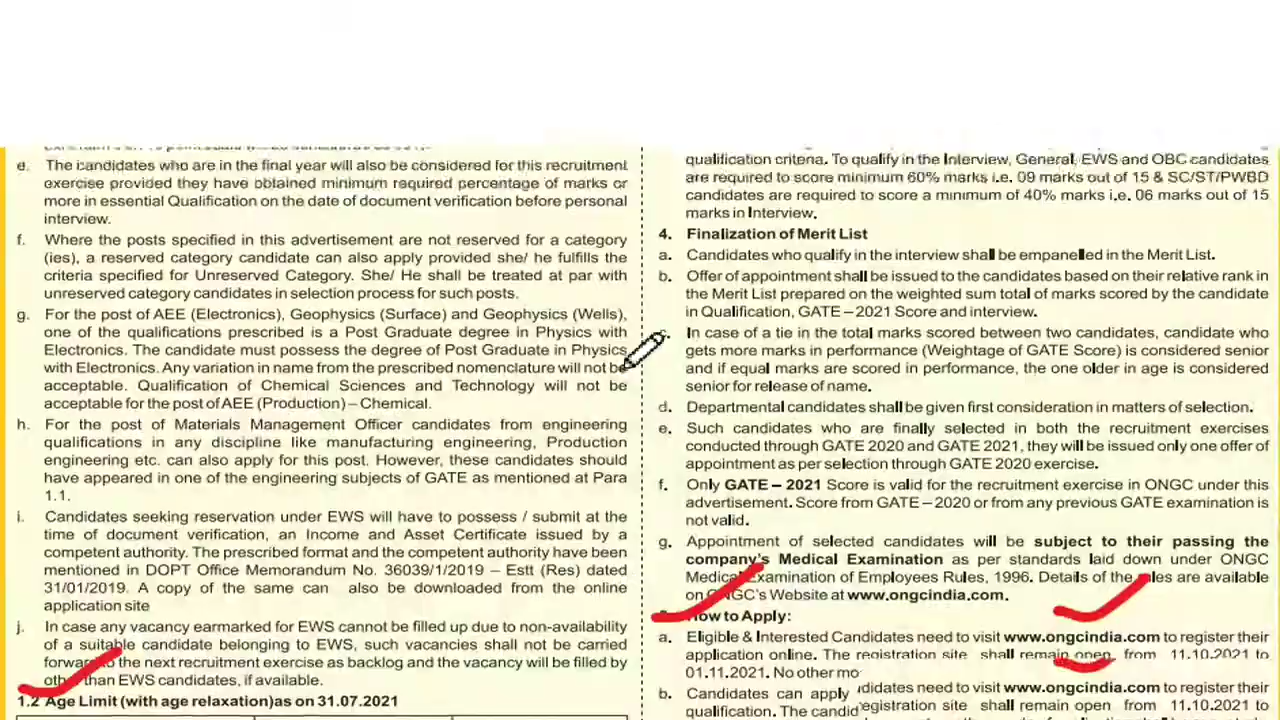 e. The candidates who are in the final year will also be considered for this recruitment
exercise provided they have obtained minimum required percentage of marks or
more in essential Qualification on the date of document verification before personal
interview.
f. Where the posts specified in this advertisement are not reserved for a category
(ies), a reserved category candidate can also apply provided she/ he fulfills the
criteria specified for Unreserved Category. She/ He shall be treated at par with
unreserved category candidates in selection process for such posts.
g. For the post of AEE (Electronics), Geophysics (Surface) and Geophysics (Wells),
one of the qualifications prescribed is a Post Graduate degree in Physics with
Electronics. The candidate must possess the degree of Post Graduate in Physics
with Electronics. Any variation in name from the prescribed nomenclature will not be
acceptable. Qualification of Chemical Sciences and Technology will not be
acceptable for the post of AEE (Production) – Chemical.
h. For the post of Materials Management Officer candidates from engineering
qualifications in any discipline like manufacturing engineering, Production
engineering etc. can also apply for this post. However, these candidates should
have appeared in one of the engineering subjects of GATE as mentioned at Para
1.1.
i. Candidates seeking reservation under EWS will have to possess / submit at the
time of document verification, an Income and Asset Certificate issued by a
competent authority. The prescribed format and the competent authority have been
mentioned in DOPT Office Memorandum No. 36039/1/2019 – Estt (Res) dated
31/01/2019. A copy of the same can also be downloaded from the online
application site
j. In case any vacancy earmarked for EWS cannot be filled up due to non-availability
of a suitable candidate belonging to EWS, such vacancies shall not be carried
forward to the next recruitment exercise as backlog and the vacancy will be filled by
other than EWS candidates, if available.
1.2 Age Limit (with age relaxation)as on 31.07.2021
qualification criteria. To qualify in the Interview, General, EWS and OBC candidates
are required to score minimum 60% marks i.e. 09 marks out of 15 & SC/ST/PWBD
candidates are required to score a minimum of 40% marks i.e. 06 marks out of 15
marks in Interview.
4. Finalization of Merit List
a. Candidates who qualify in the interview shall be empanelled in the Merit List.
b. Offer of appointment shall be issued to the candidates based on their relative rank in
the Merit List prepared on the weighted sum total of marks scored by the candidate
in Qualification, GATE – 2021 Score and interview.
In case of a tie in the total marks scored between two candidates, candidate who
gets more marks in performance (Weightage of GATE Score) is considered senior
and if equal marks are scored in performance, the one older in age is considered
senior for release of name.
d. Departmental candidates shall be given first consideration in matters of selection.
e. Such candidates who are finally selected in both the recruitment exercises
conducted through GATE 2020 and GATE 2021, they will be issued only one offer of
appointment as per selection through GATE 2020 exercise.
f. Only GATE – 2021 Score is valid for the recruitment exercise in ONGC under this
advertisement. Score from GATE – 2020 or from any previous GATE examination is
not valid.
g. Appointment of selected candidates will be subject to their passing the
company's Medical Examination as per standards laid down under ONGC
Medical Examination of Employees Rules, 1996. Details of the rules are available
on ONGC's Website at www.ongcindia.com.
How to Apply:
a. Eligible & Interested Candidates need to visit www.ongcindia.com to register their
application online. The registration site shall remain open from 11.10.2021 to
01.11.2021. No other mo
b. Candidates can apply didates need to visit www.ongcindia.com to register their
qualification. The candid egistration site shall remain open from 11.10.2021 to